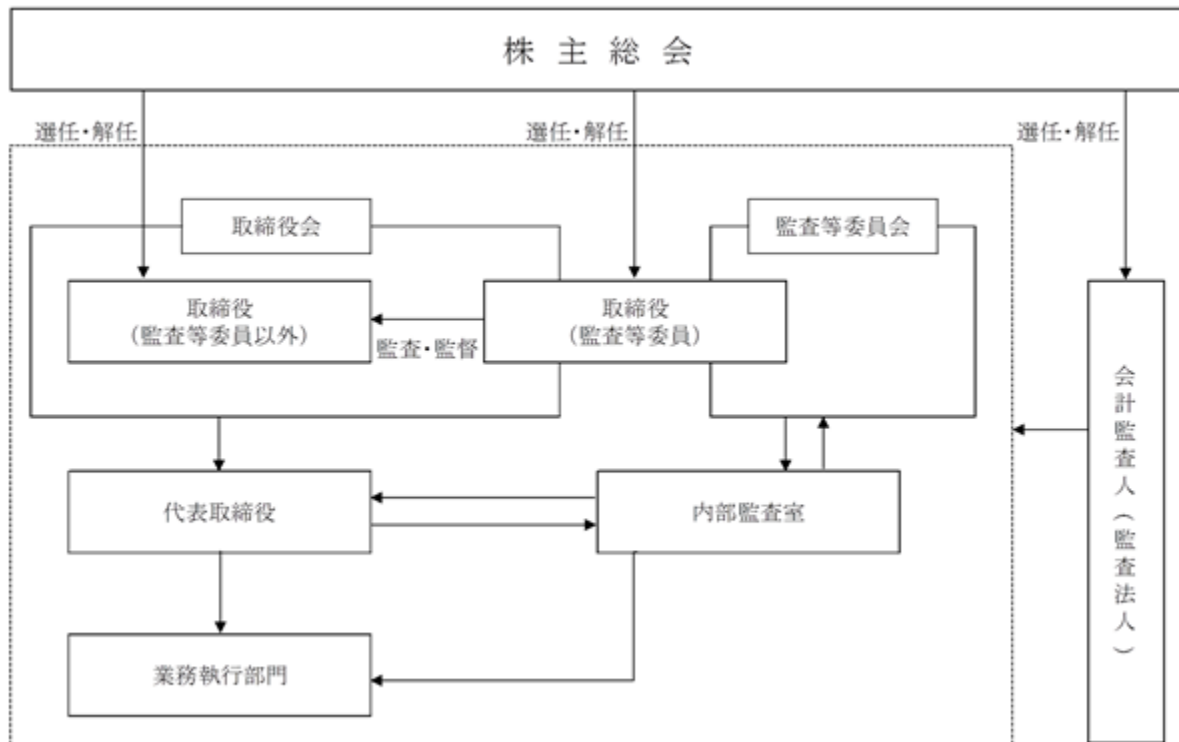 株主総会
選任・解任
選任・解任
選任・解任
取締役会
監査等委員会
取締役
（監査等委員以外）
取締役
（監査等委員）
監査・監督
代表取締役
内部監査室
業務執行部門
会計監査人（監査法人）